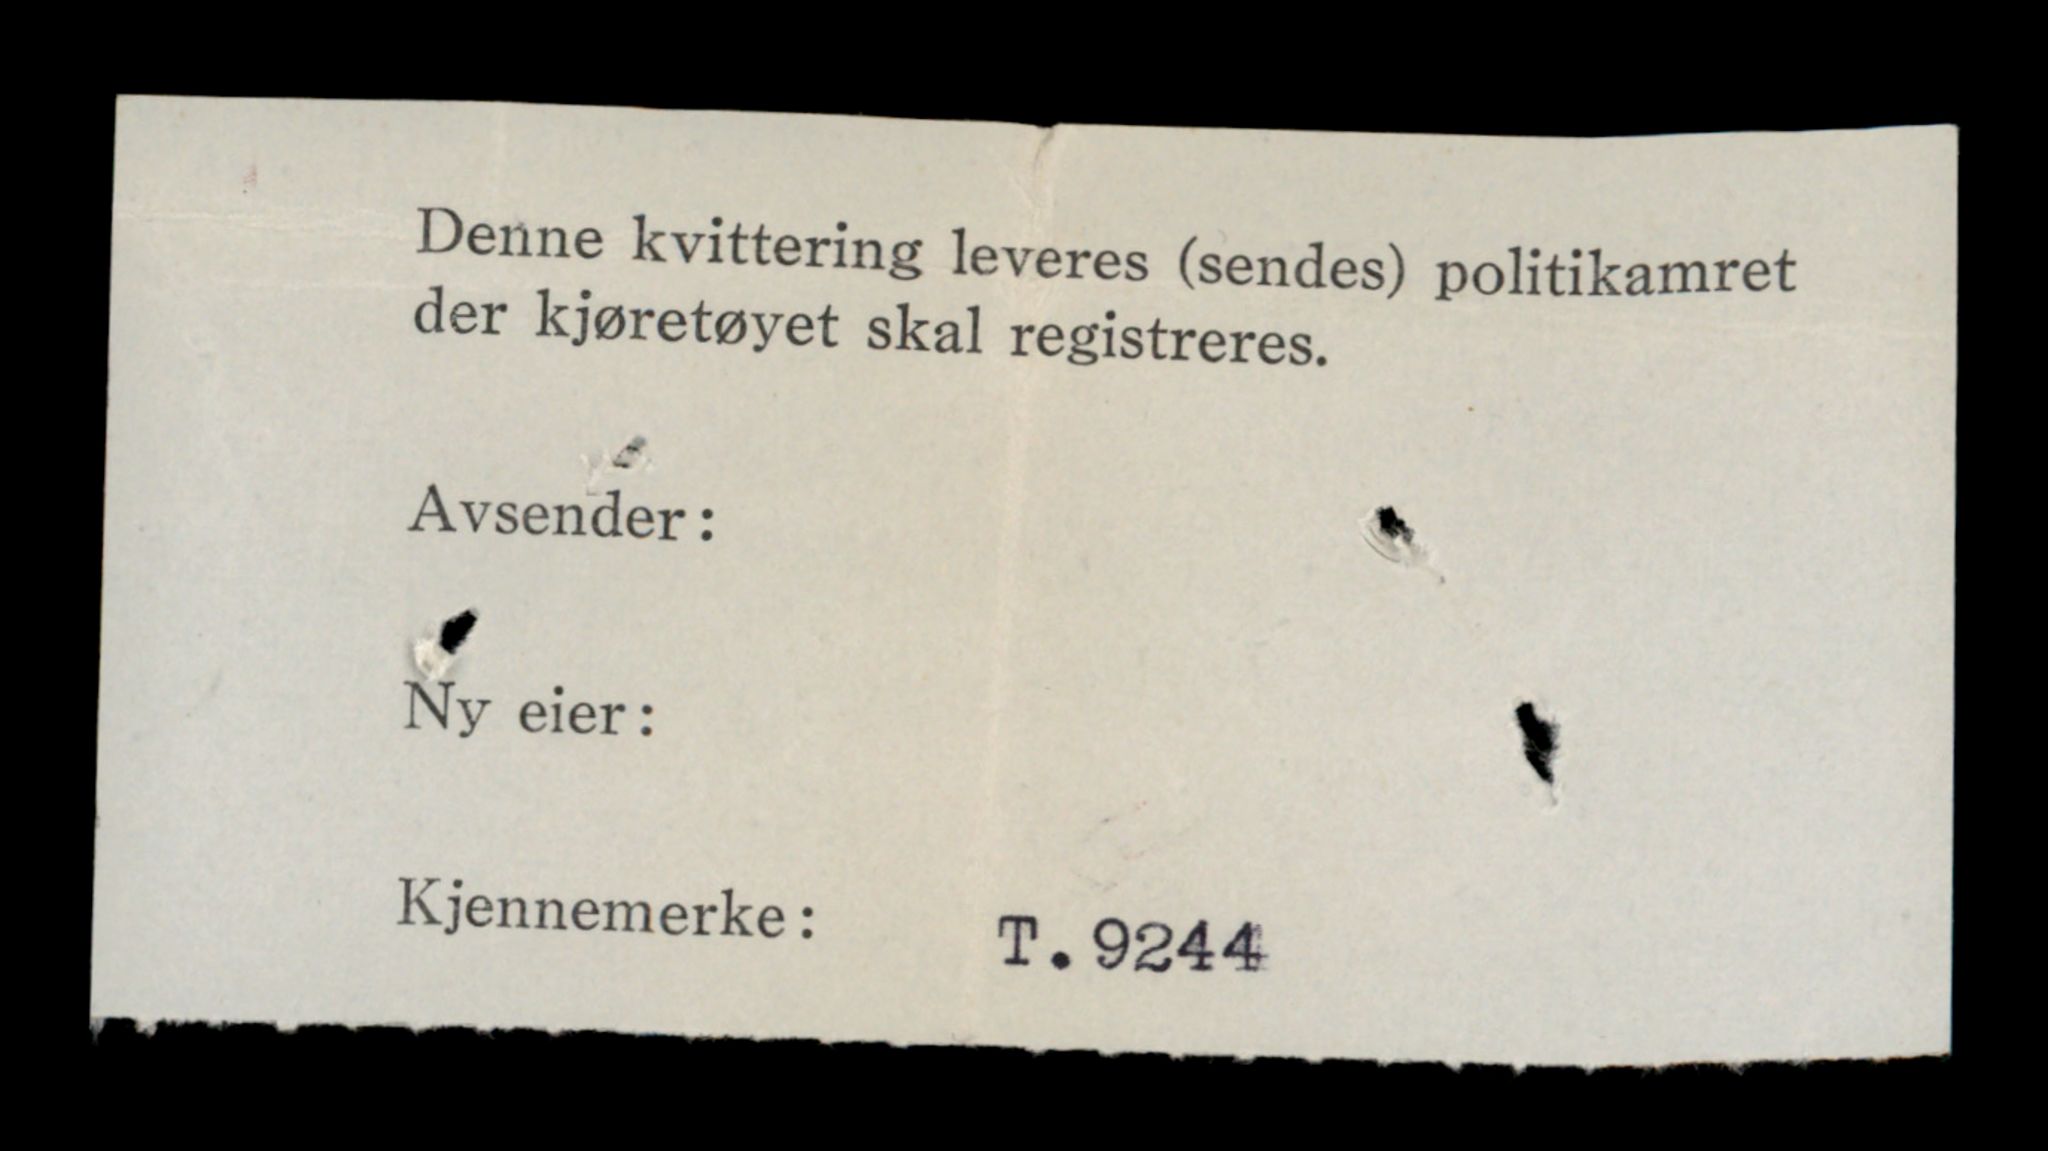 Denne kvittering leveres (sendes) politikamret
der kjøretøyet skal registreres.
Avsender:
Ny eier:
Kjennemerke: T.9244